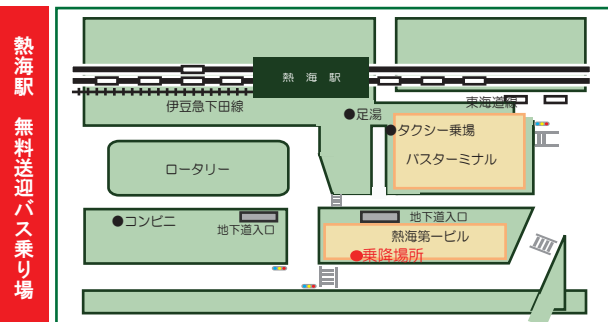 熱海駅 無料送迎バス乗り場
熱海駅
伊豆急下田線
東海道線
●足湯
●タクシー乗場
バスターミナル
ロータリー
●コンビニ
地下道入口
地下道入口
熱海第一ビル
●乗降場所